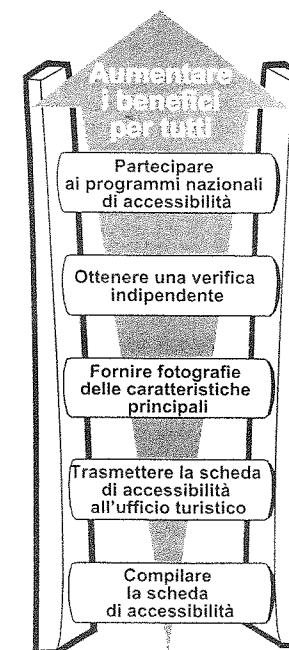 Aumentare
i benefici
per tutti
Partecipare
ai programmi nazionali
di accessibilità
Ottenere una verifica
indipendente
Fornire fotografie
delle caratteristiche
principali
Trasmettere la scheda
di accessibilità
all'ufficio turistico
Compilare
la scheda
di accessibilità